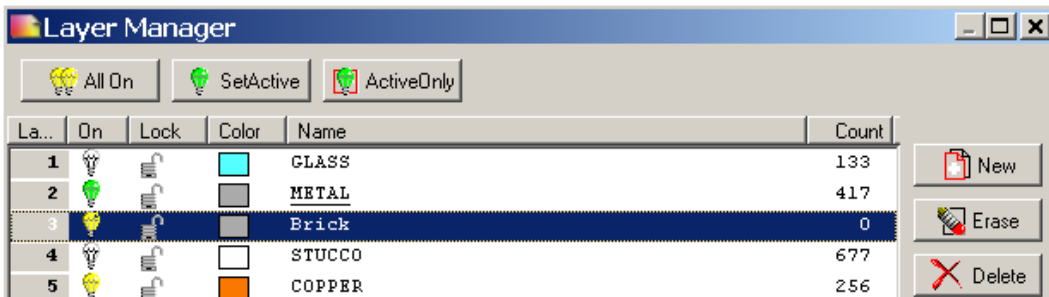 Layer Manager
All On SetActive ActiveOnly
La... On Lock Color Name Count
1 GLASS 133
New
2 METAL 417
3 Brick 0
Erase
4 STUCCO 677
Delete
5 COPPER 256